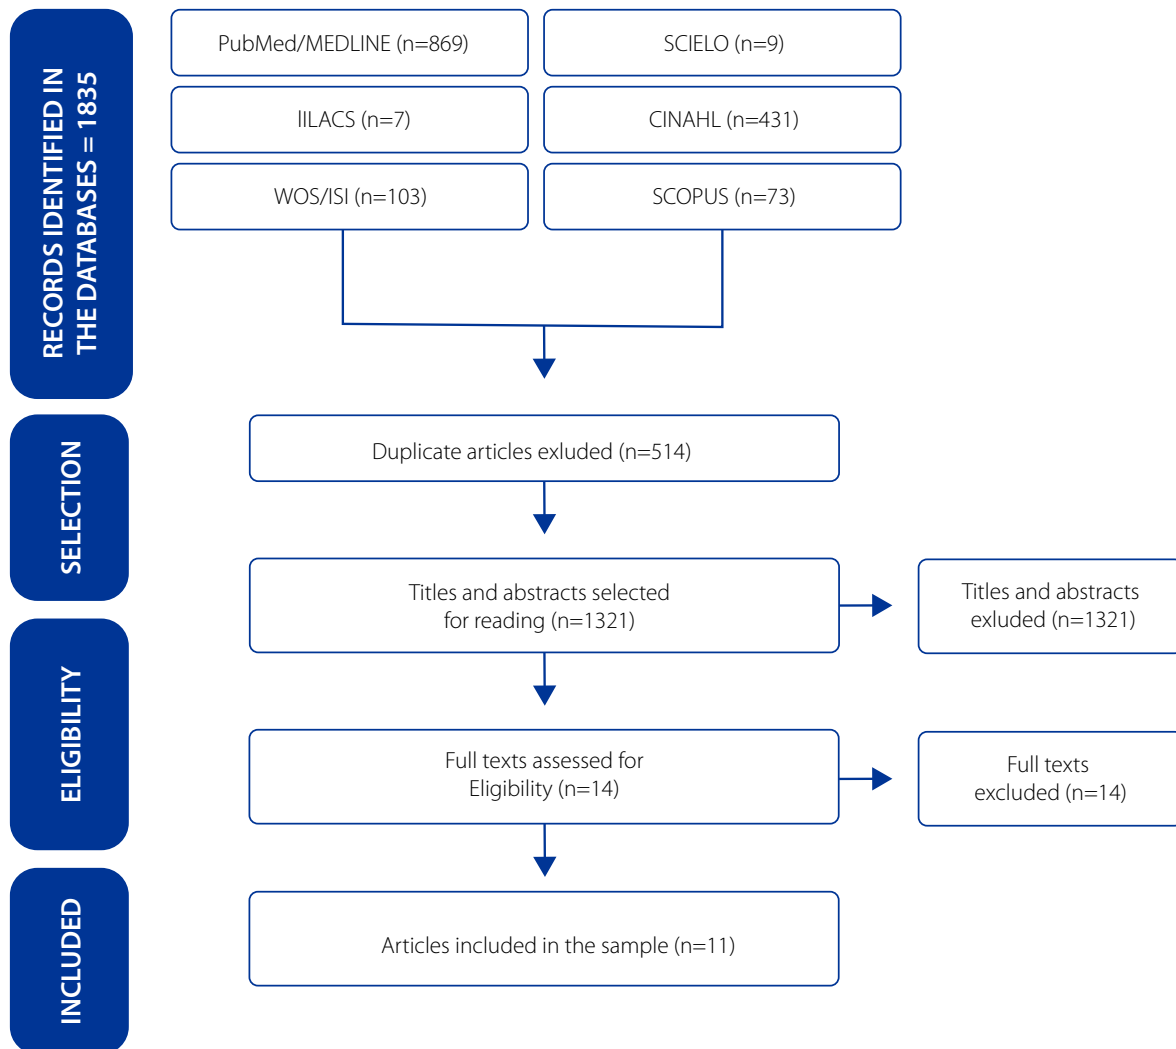 RECORDS IDENTIFIED IN
THE DATABASES = 1835
PubMed/MEDLINE (n=869)
SCIELO (n=9)
lILACS (n=7)
CINAHL (n=431)
WOS/ISI (n=103)
SCOPUS (n=73)
SELECTION
Duplicate articles exluded (n=514)
Titles and abstracts selected
for reading (n=1321)
Titles and abstracts
exluded (n=1321)
ELIGIBILITY
Full texts assessed for
Eligibility (n=14)
Full texts
excluded (n=14)
INCLUDED
Articles included in the sample (n=11)